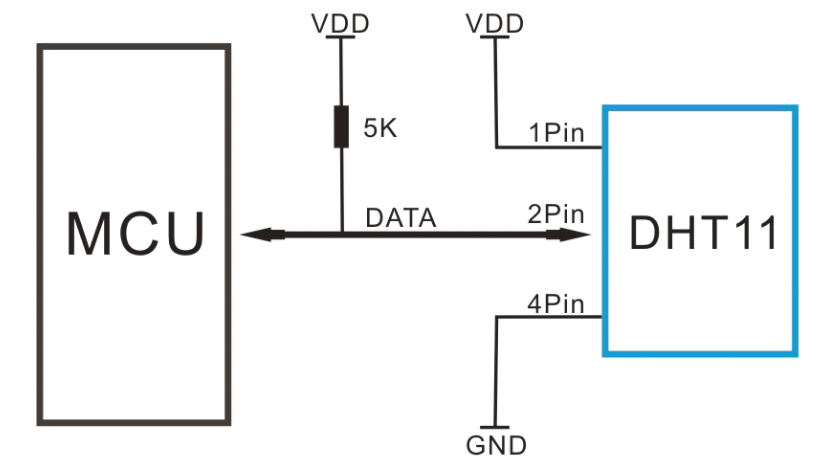 VDD
VDD
5K
1Pin
DATA
2Pin
MCU
DHT11
4Pin
GND